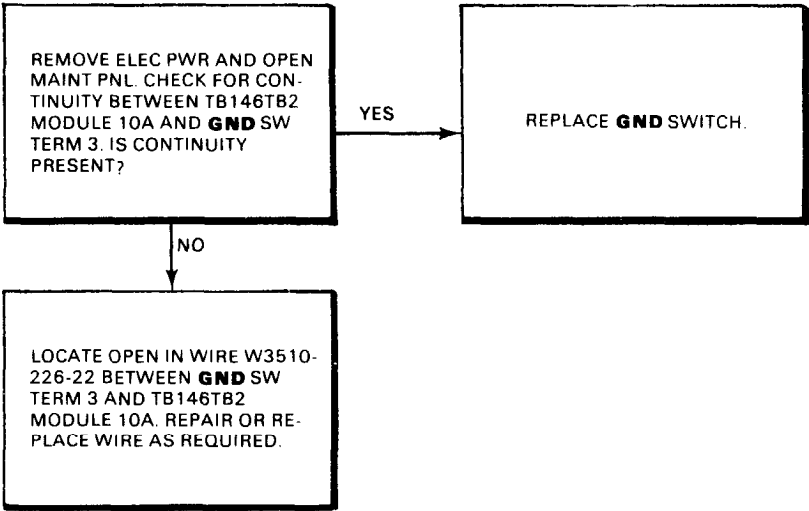 REMOVE ELEC PWR AND OPEN
MAINT PNL. CHECK FOR CON-
TINUITY BETWEEN TB146TB2
MODULE 10A AND GND SW
TERM 3. IS CONTINUITY
PRESENT?
YES
REPLACE GND SWITCH.
NO
LOCATE OPEN IN WIRE W3510-
226-22 BETWEEN GND SW
TERM 3 AND TB146TB2
MODULE 10A. REPAIR OR RE-
PLACE WIRE AS REQUIRED.